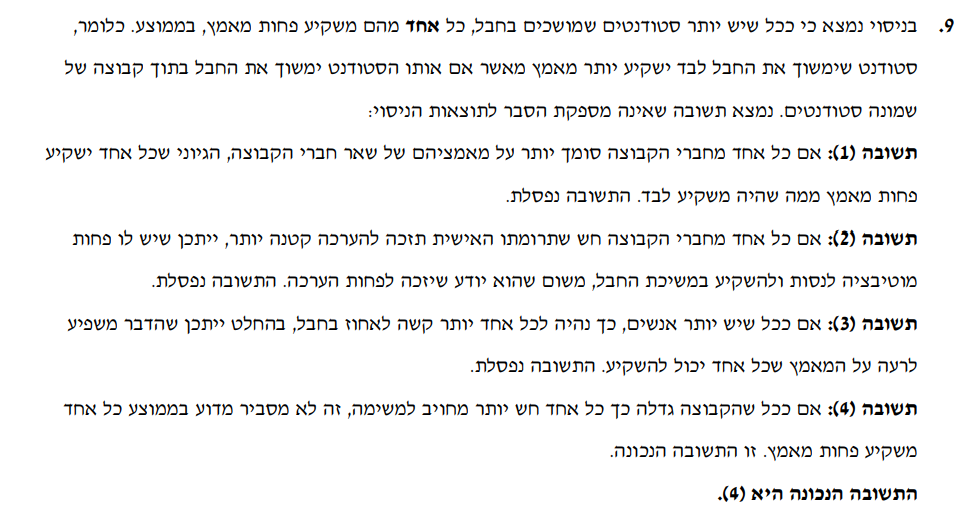 9. בניסוי נמצא כי ככל שיש יותר סטודנטים שמושכים בחבל, כל אחד מהם משקיע פחות מאמץ, בממוצע. כלומר,
סטודנט שימשוך את החבל לבד ישקיע יותר מאמץ מאשר אם אותו הסטודנט ימשוך את החבל בתוך קבוצה של
שמונה סטודנטים. נמצא תשובה שאינה מספקת הסבר לתוצאות הניסוי:
תשובה (1): אם כל אחד מחברי הקבוצה סומך יותר על מאמציהם של שאר חברי הקבוצה, הגיוני שכל אחד ישקיע
פחות מאמץ ממה שהיה משקיע לבד. התשובה נפסלת.
תשובה (2): אם כל אחד מחברי הקבוצה חש שתרומתו האישית תזכה להערכה קטנה יותר, ייתכן שיש לו פחות
מוטיבציה לנסות ולהשקיע במשיכת החבל, משום שהוא יודע שיזכה לפחות הערכה. התשובה נפסלת.
תשובה (3): אם ככל שיש יותר אנשים, כך נהיה לכל אחד יותר קשה לאחוז בחבל, בהחלט ייתכן שהדבר משפיע
לרעה על המאמץ שכל אחד יכול להשקיע. התשובה נפסלת.
תשובה (4): אם ככל שהקבוצה גדלה כך כל אחד חש יותר מחויב למשימה, זה לא מסביר מדוע בממוצע כל אחד
משקיע פחות מאמץ. זו התשובה הנכונה.
התשובה הנכונה היא (4).